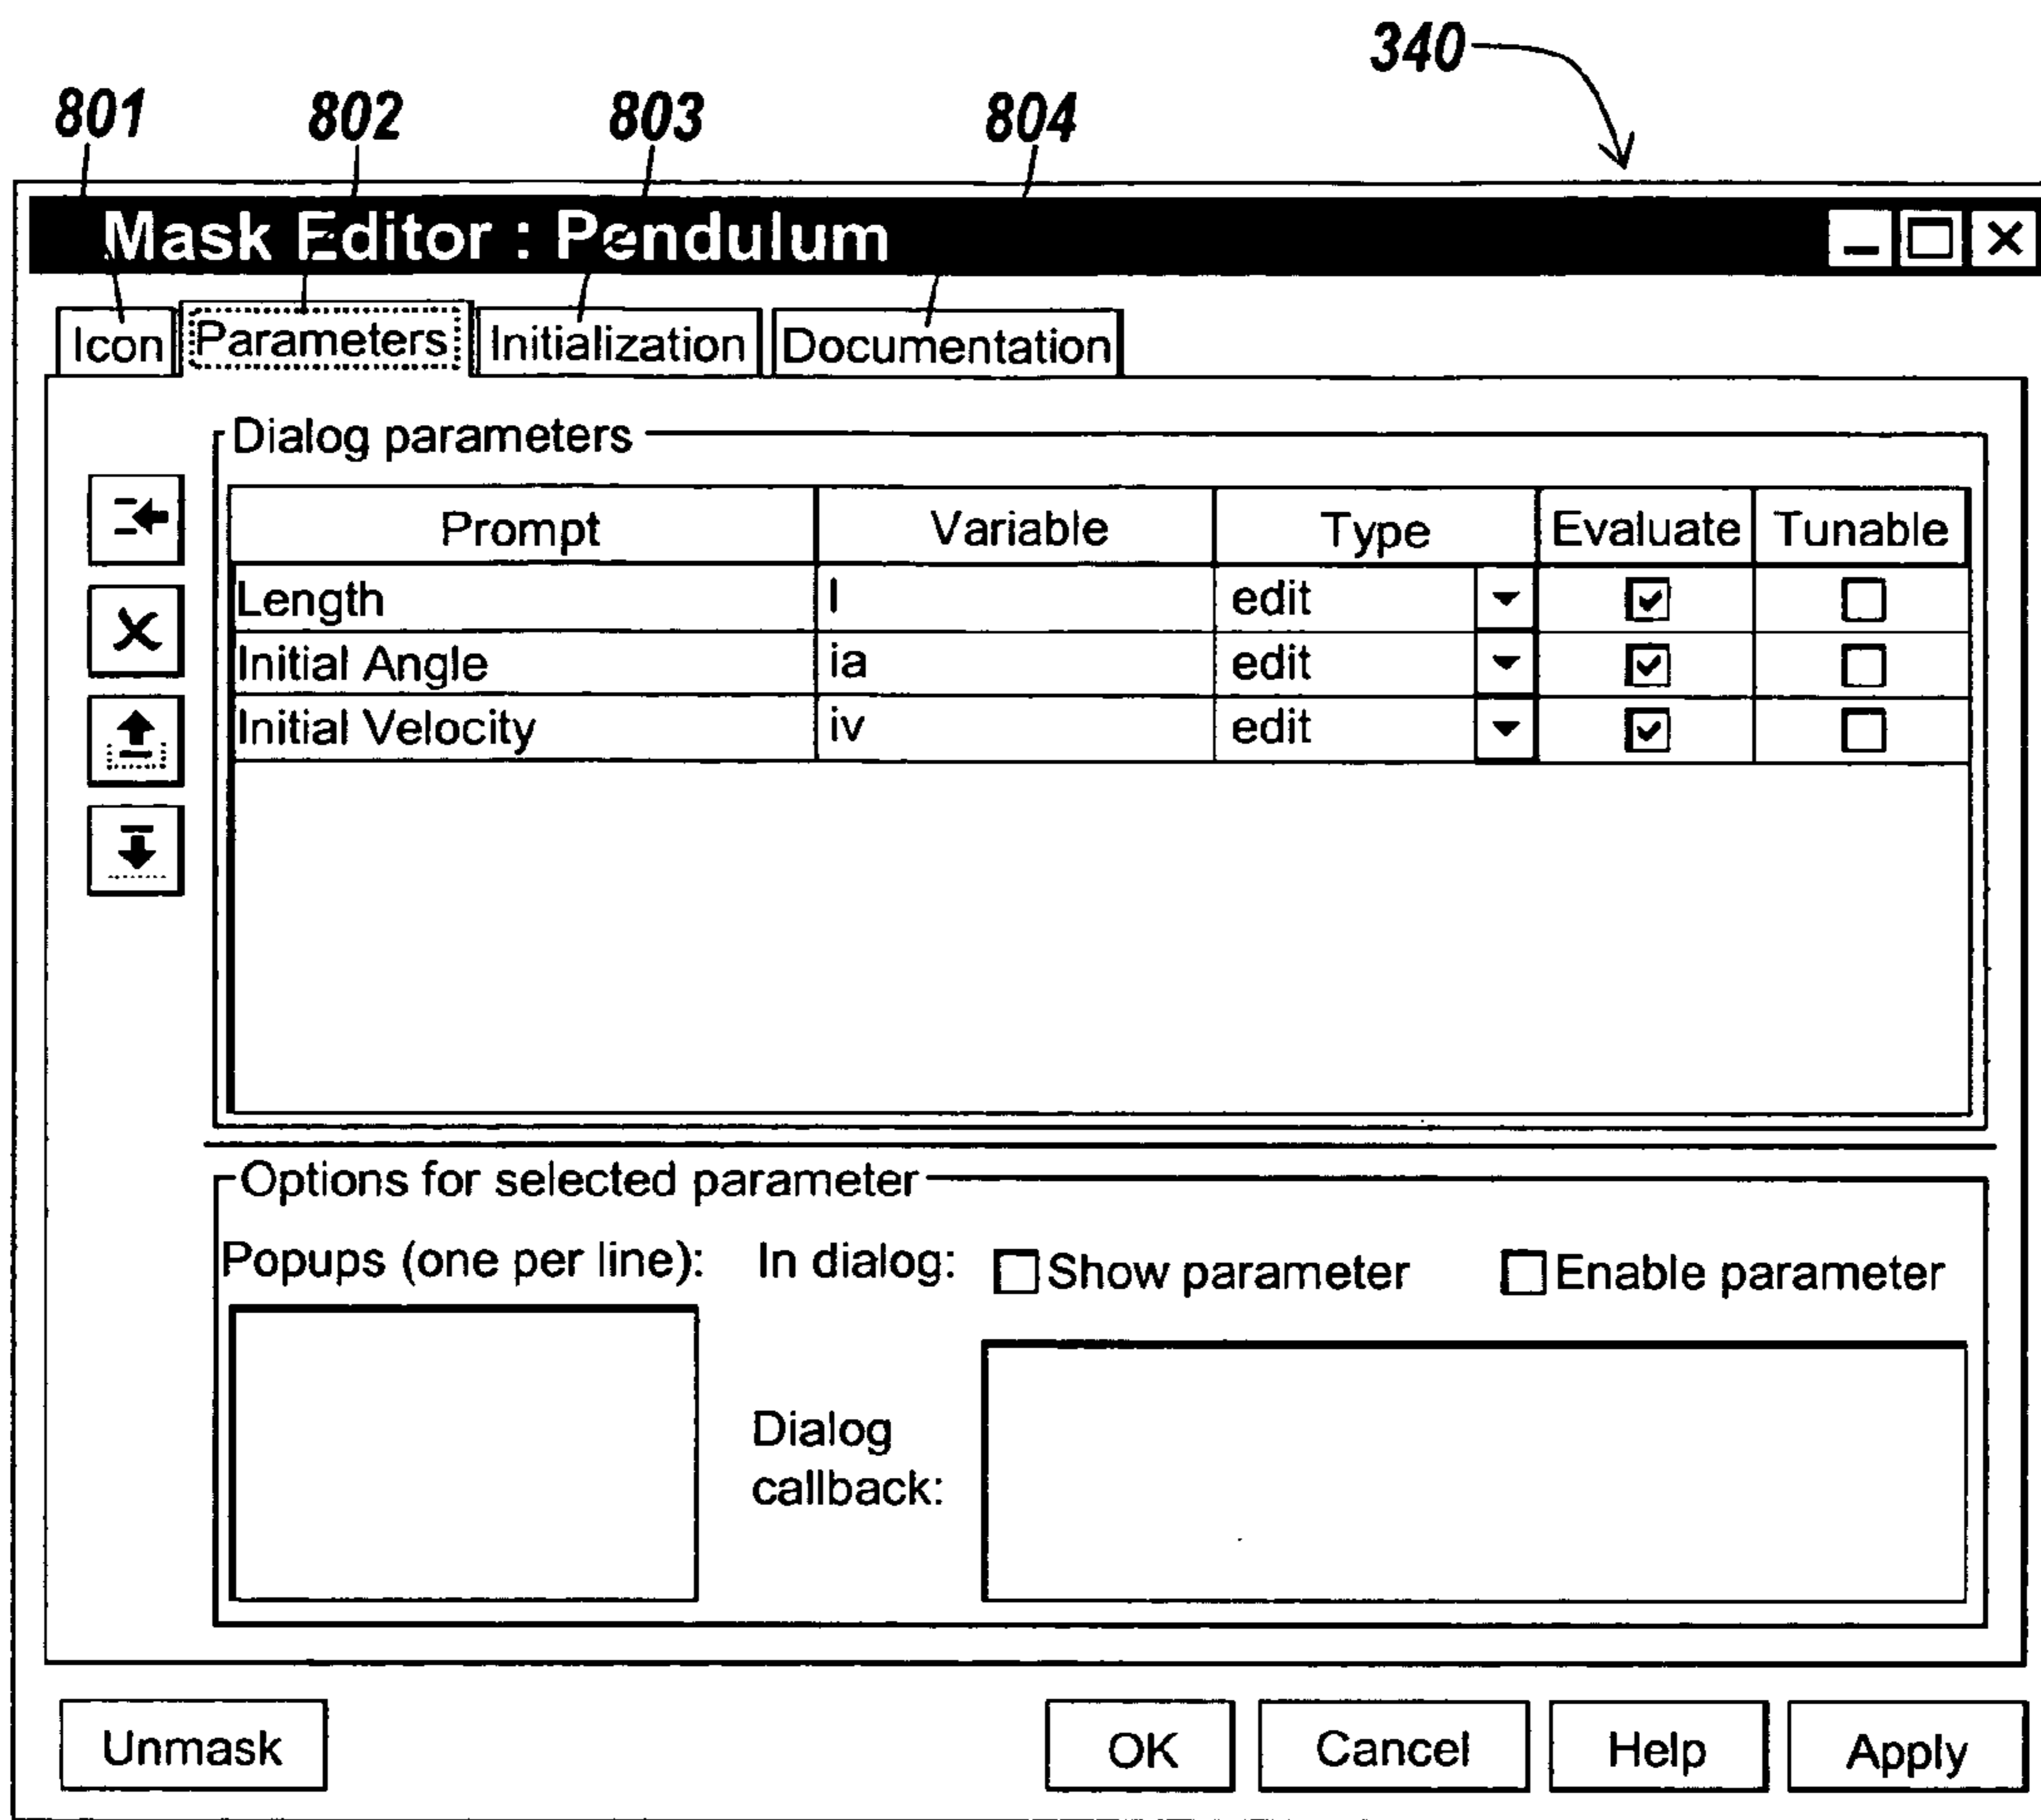 340
801 802 803 804
Mask Editor : Pendulum
Icon Parameters Initialization Documentation
Dialog parameters
Prompt Variable Type Evaluate Tunable
Length l edit
Initial Angle ia edit
Initial Velocity iv edit
Options for selected parameter
Popups (one per line): In dialog: Show parameter Enable parameter
Dialog
callback:
Unmask OK Cancel Help Apply